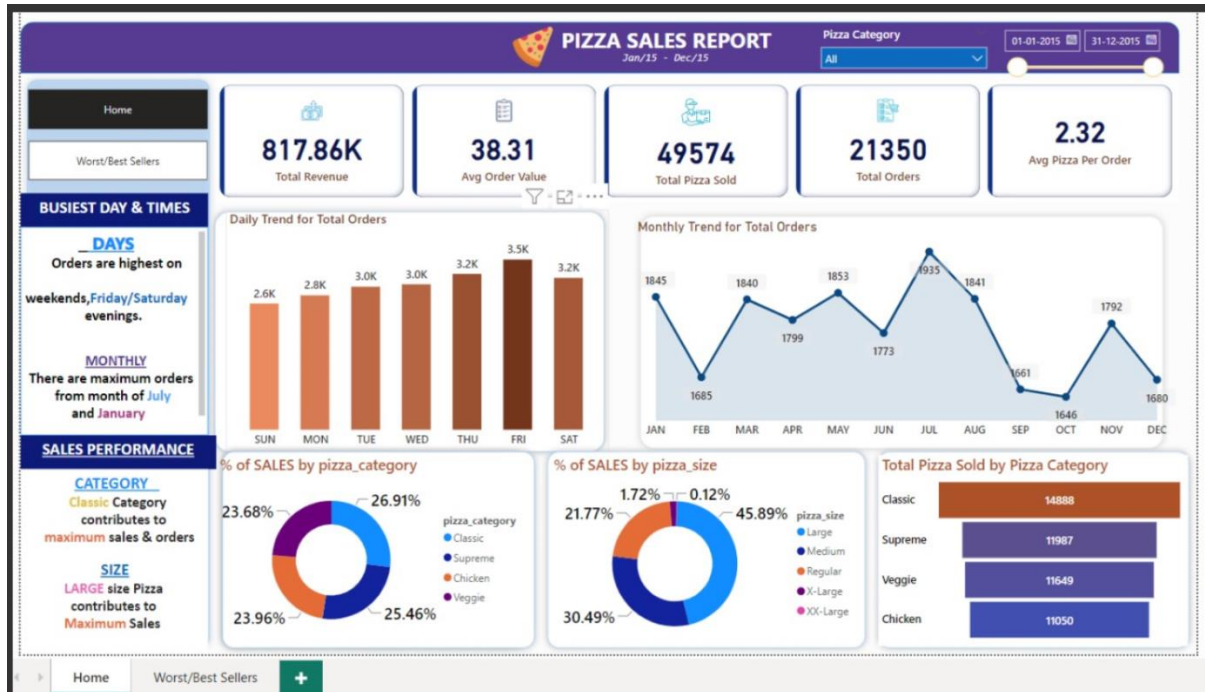 PIZZA SALES REPORT
Jan/15 - Dec/15
Pizza Category
All
01-01-2015
31-12-2015
Home
Worst/Best Sellers
817.86K
Total Revenue
38.31
Avg Order Value
49574
Total Pizza Sold
21350
Total Orders
2.32
Avg Pizza Per Order
BUSIEST DAY & TIMES
DAYS
Orders are highest on
weekends,Friday/Saturday
evenings.
MONTHLY
There are maximum orders
from month of July
and January
SALES PERFORMANCE
CATEGORY
Classic Category
contributes to
maximum sales & orders
SIZE
LARGE size Pizza
contributes to
Maximum Sales
Daily Trend for Total Orders
2.6K
2.8K
3.0K
3.0K
3.2K
3.5K
3.2K
SUN
MON
TUE
WED
THU
FRI
SAT
Monthly Trend for Total Orders
1845
1685
1840
1799
1853
1773
1935
1841
1661
1646
1792
1680
JAN
FEB
MAR
APR
MAY
JUN
JUL
AUG
SEP
OCT
NOV
DEC
% of SALES by pizza_category
23.68%
26.91%
23.96%
25.46%
pizza_category
Classic
Supreme
Chicken
Veggie
% of SALES by pizza_size
1.72%
0.12%
21.77%
45.89%
30.49%
pizza_size
Large
Medium
Regular
X-Large
XX-Large
Total Pizza Sold by Pizza Category
Classic
14888
Supreme
11987
Veggie
11649
Chicken
11050
Home
Worst/Best Sellers